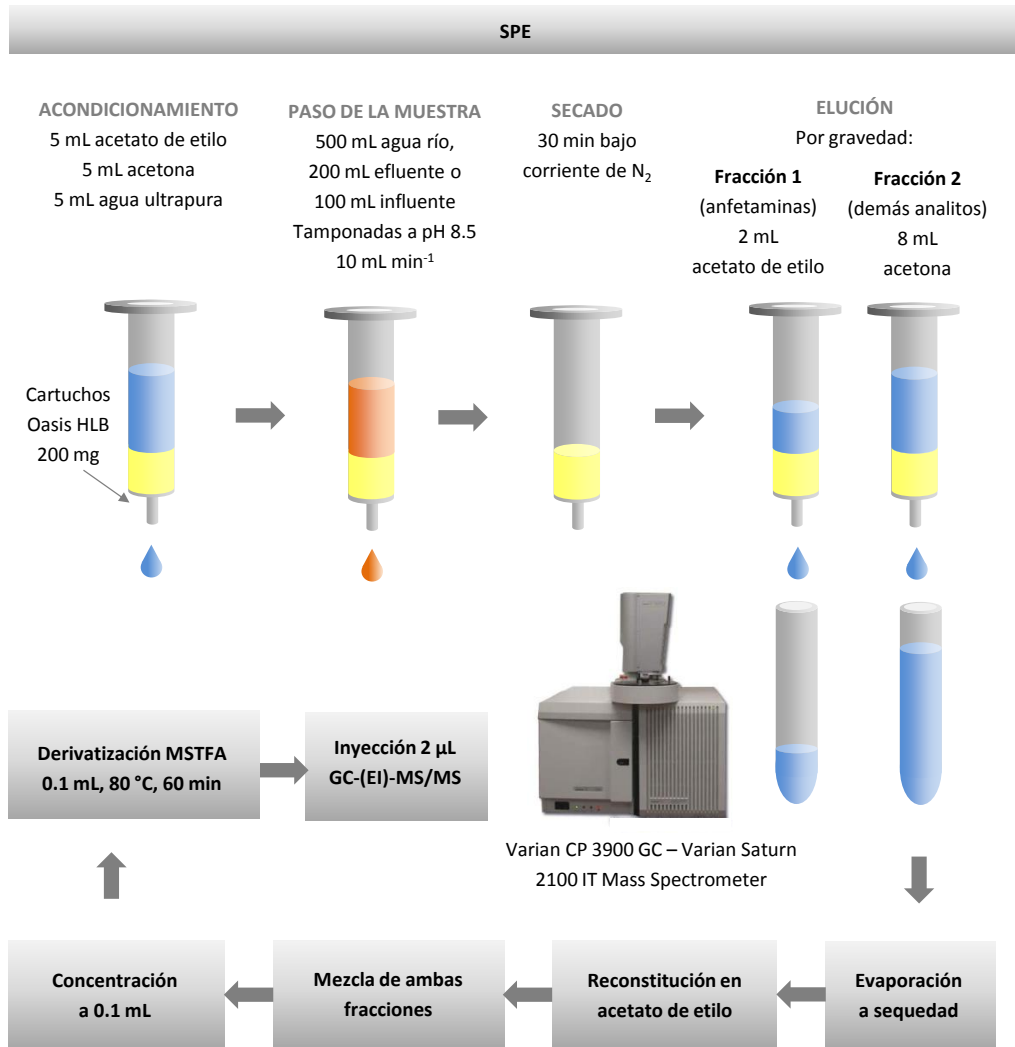 SPE
ACONDICIONAMIENTO
5 mL acetato de etilo
5 mL acetona
5 mL agua ultrapura
PASO DE LA MUESTRA
500 mL agua río,
200 mL efluente o
100 mL influente
Tamponadas a pH 8.5
10 mL min⁻¹
SECADO
30 min bajo
corriente de N₂
ELUCIÓN
Por gravedad:
Fracción 1
(anfetaminas)
2 mL
acetato de etilo
Fracción 2
(demás analitos)
8 mL
acetona
Cartuchos
Oasis HLB
200 mg
Derivatización MSTFA
0.1 mL, 80 °C, 60 min
Inyección 2 µL
GC-(EI)-MS/MS
Varian CP 3900 GC – Varian Saturn
2100 IT Mass Spectrometer
Concentración
a 0.1 mL
Mezcla de ambas
fracciones
Reconstitución en
acetato de etilo
Evaporación
a sequedad